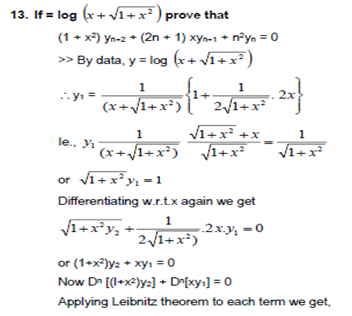 13. If = log (x + √1 + x² ) prove that
(1 + x²) yₙ₊₂ + (2n + 1) xyₙ₊₁ + n²yₙ = 0
>> By data, y = log (x + √1 + x² )
∴ y₁ = 1/(x+√1+x²) {1 + 1/2√1+x² . 2x}
Ie., y₁ 1/(x+√1+x²) √1+x² + x/√1+x² = 1/√1+x²
or √1+x² y₁ = 1
Differentiating w.r.t.x again we get
√1+x² y₂ + 1/2√1+x²) .2x.y₁ = 0
or (1+x²)y₂ + xy₁ = 0
Now Dⁿ [(I+x²)y₂] + Dⁿ[xy₁] = 0
Applying Leibnitz theorem to each term we get,